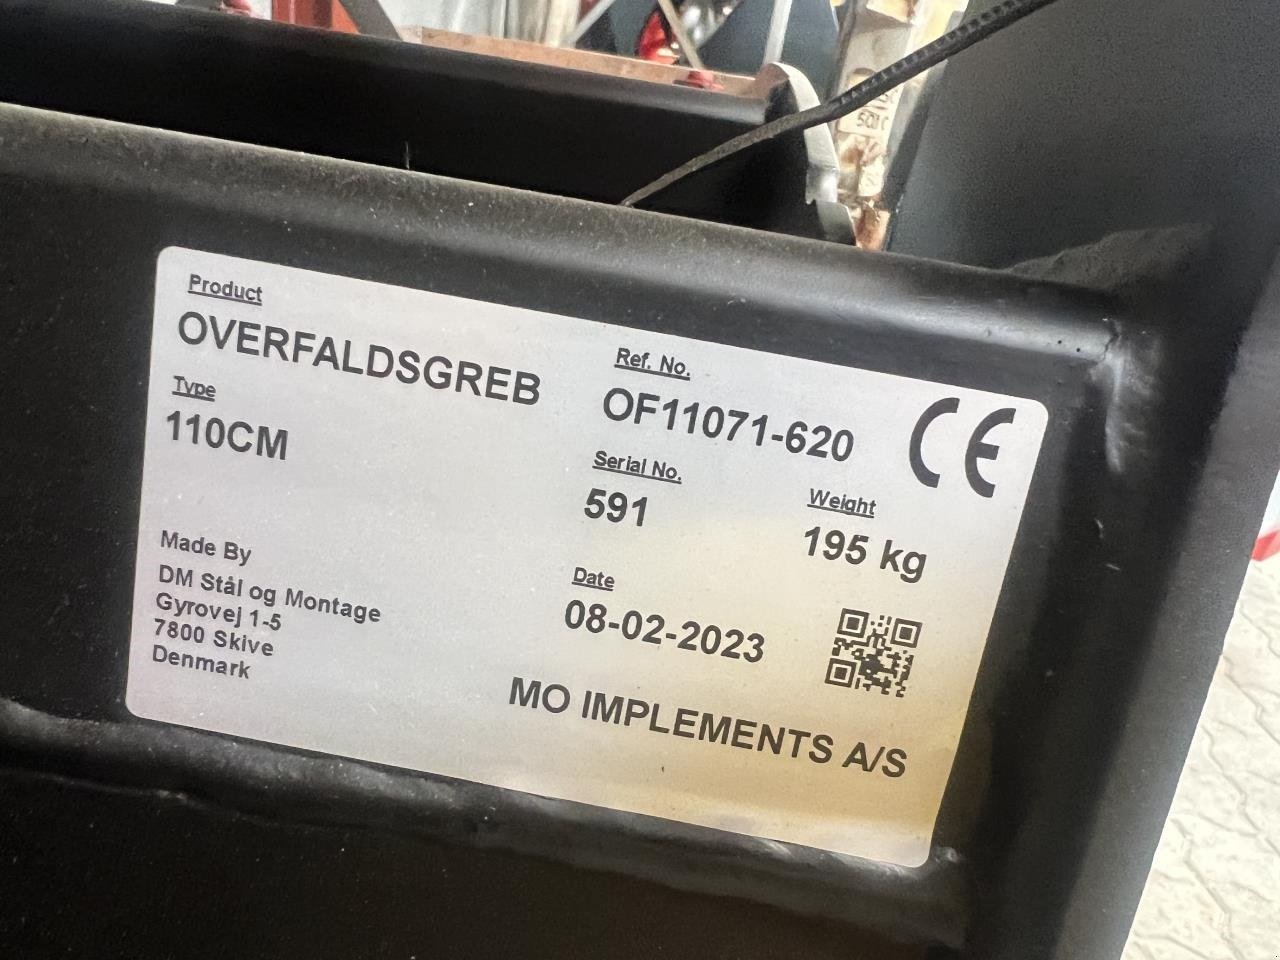 Product
OVERFALDSGREB
Type
110CM
Ref. No.
OF11071-620
CE
Serial No.
591
Weight
195 kg
Date
08-02-2023
Made By
DM Stål og Montage
Gyrovej 1-5
7800 Skive
Denmark
MO IMPLEMENTS A/S